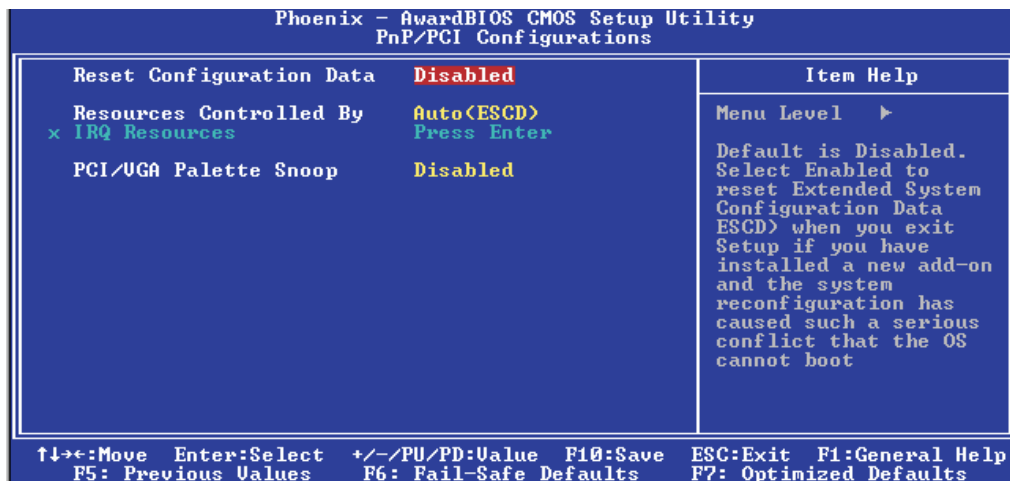 Phoenix - AwardBIOS CMOS Setup Utility
PnP/PCI Configurations
Reset Configuration Data Disabled
Resources Controlled By Auto(ESCD)
x IRQ Resources Press Enter
PCI/VGA Palette Snoop Disabled
Item Help
Menu Level ▶
Default is Disabled.
Select Enabled to
reset Extended System
Configuration Data
ESCD) when you exit
Setup if you have
installed a new add-on
and the system
reconfiguration has
caused such a serious
conflict that the OS
cannot boot
↑↓→←:Move Enter:Select +/-/PU/PD:Value F10:Save ESC:Exit F1:General Help
F5: Previous Values F6: Fail-Safe Defaults F7: Optimized Defaults